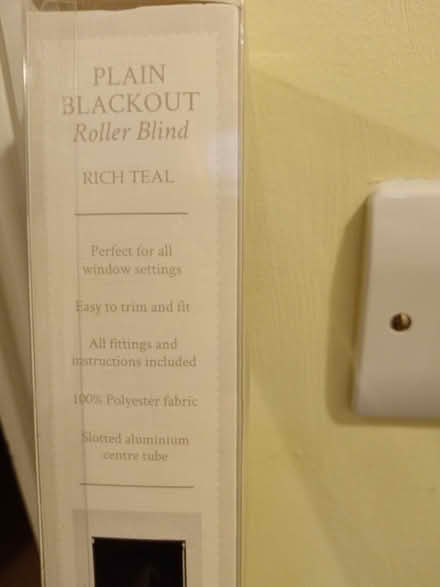 PLAIN
BLACKOUT
Roller Blind
RICH TEAL
Perfect for all
window settings
Easy to trim and fit
All fittings and
instructions included
100% Polyester fabric
Slotted aluminium
centre tube